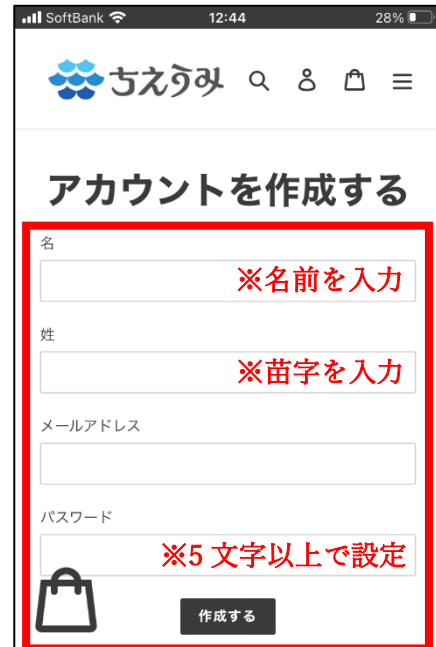 SoftBank 12:44 28%
ちえうみ
アカウントを作成する
名
※名前を入力
姓
※苗字を入力
メールアドレス
パスワード
※5 文字以上で設定
作成する